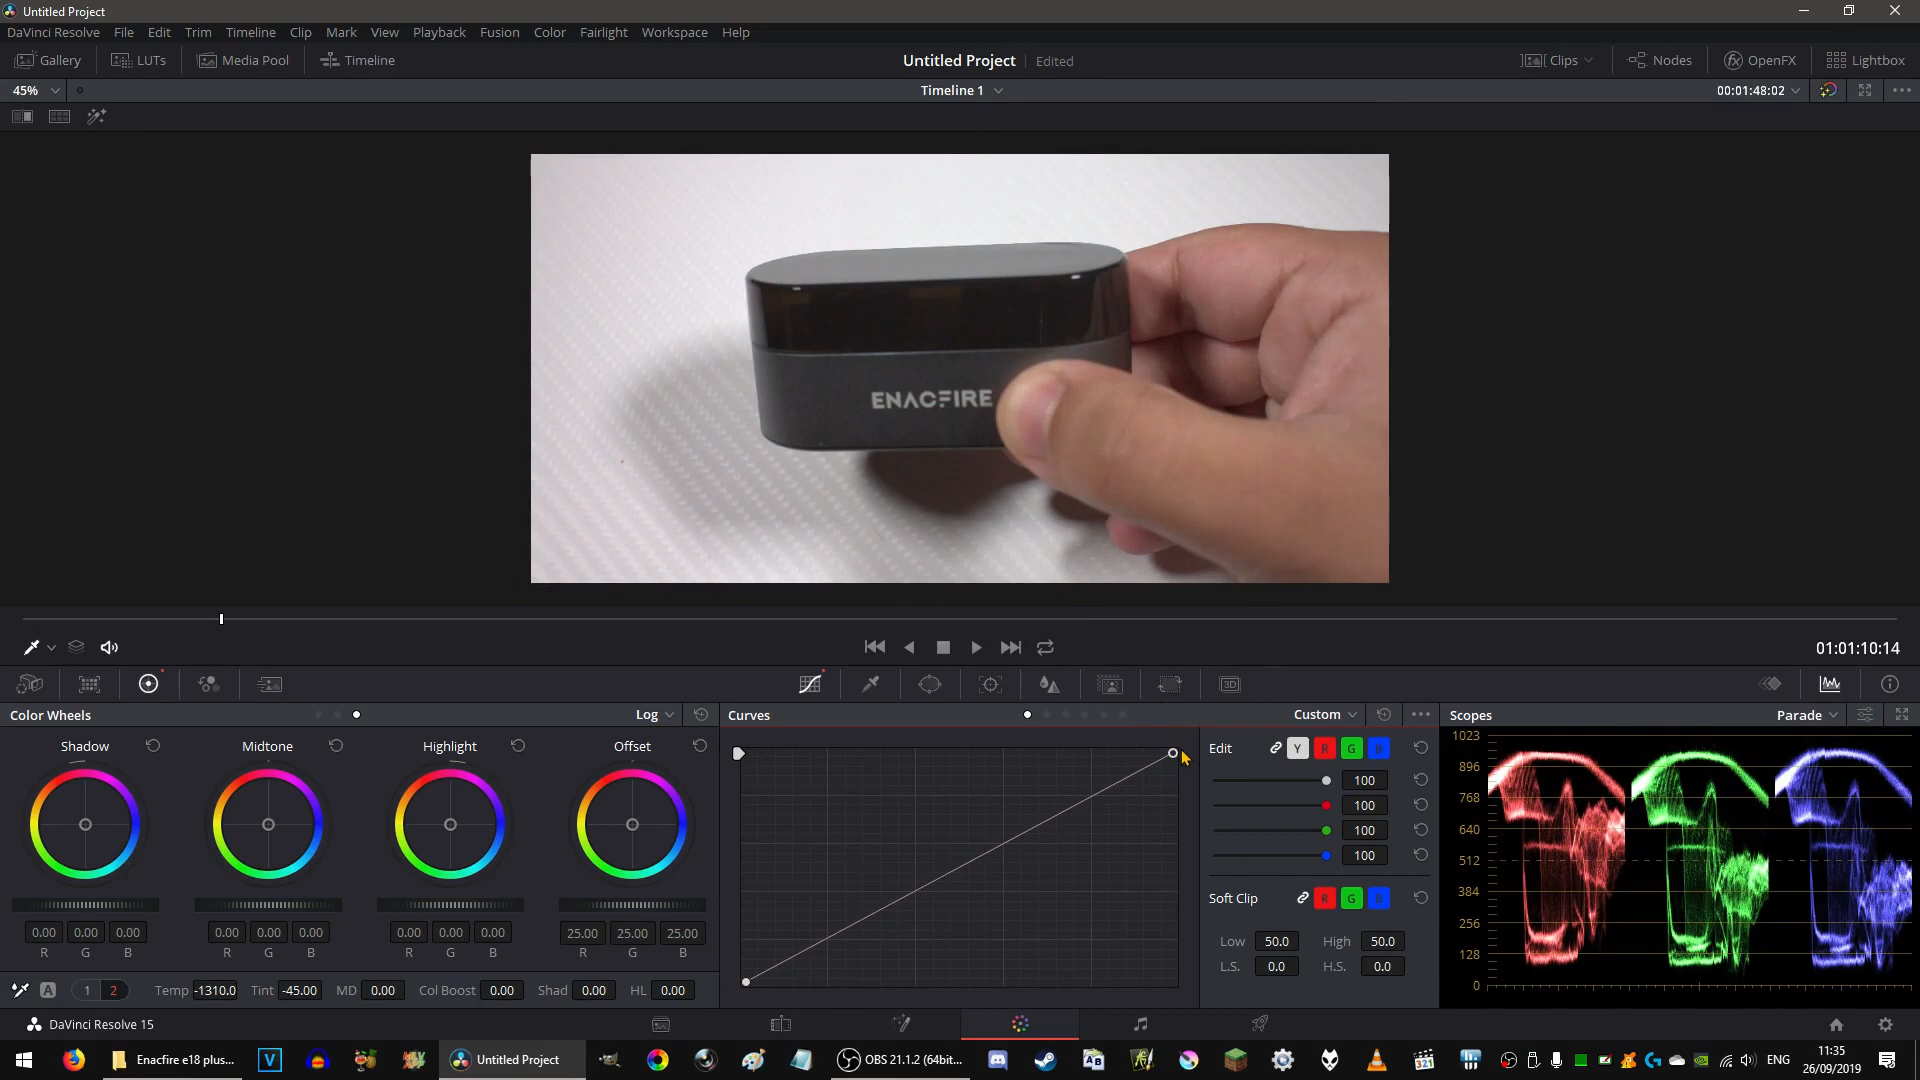 Untitled Project
DaVinci Resolve File Edit Trim Timeline Clip Mark View Playback Fusion Color Fairlight Workspace Help
Gallery LUTs Media Pool Timeline Untitled Project Edited Clips Nodes fx OpenFX Lightbox
45% Timeline 1 00:01:48:02
ENACFIRE
01:01:10:14
3D
Color Wheels Log Curves Custom Scopes Parade
Shadow Midtone Highlight Offset Edit Y R G B
1023
896
768
640
512
384
256
128
0
100
100
100
100
Soft Clip R G B
0.00 0.00 0.00 0.00 0.00 0.00 0.00 0.00 0.00 25.00 25.00 25.00
R G B R G B R G B R G B
Low 50.0 High 50.0
L.S. 0.0 H.S. 0.0
A 1 2 Temp -1310.0 Tint -45.00 MD 0.00 Col Boost 0.00 Shad 0.00 HL 0.00
DaVinci Resolve 15
Enacfire e18 plus... V Untitled Project OBS 21.1.2 (64bit... ENG 11:35
26/09/2019